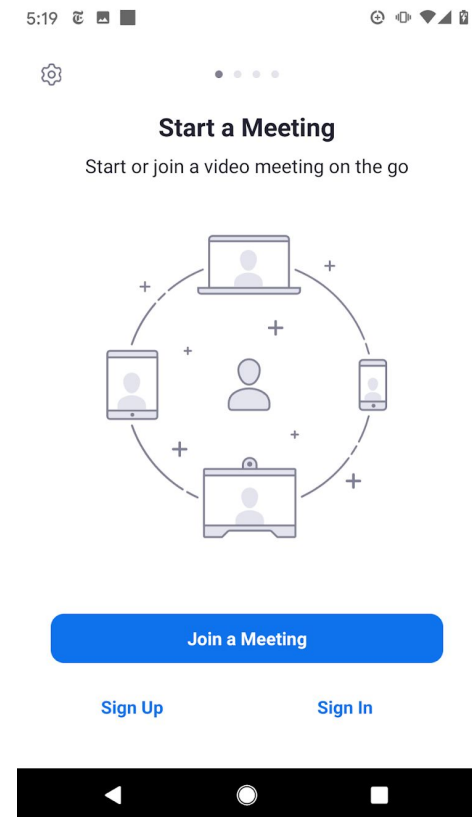 5:19
Start a Meeting
Start or join a video meeting on the go
Join a Meeting
Sign Up
Sign In